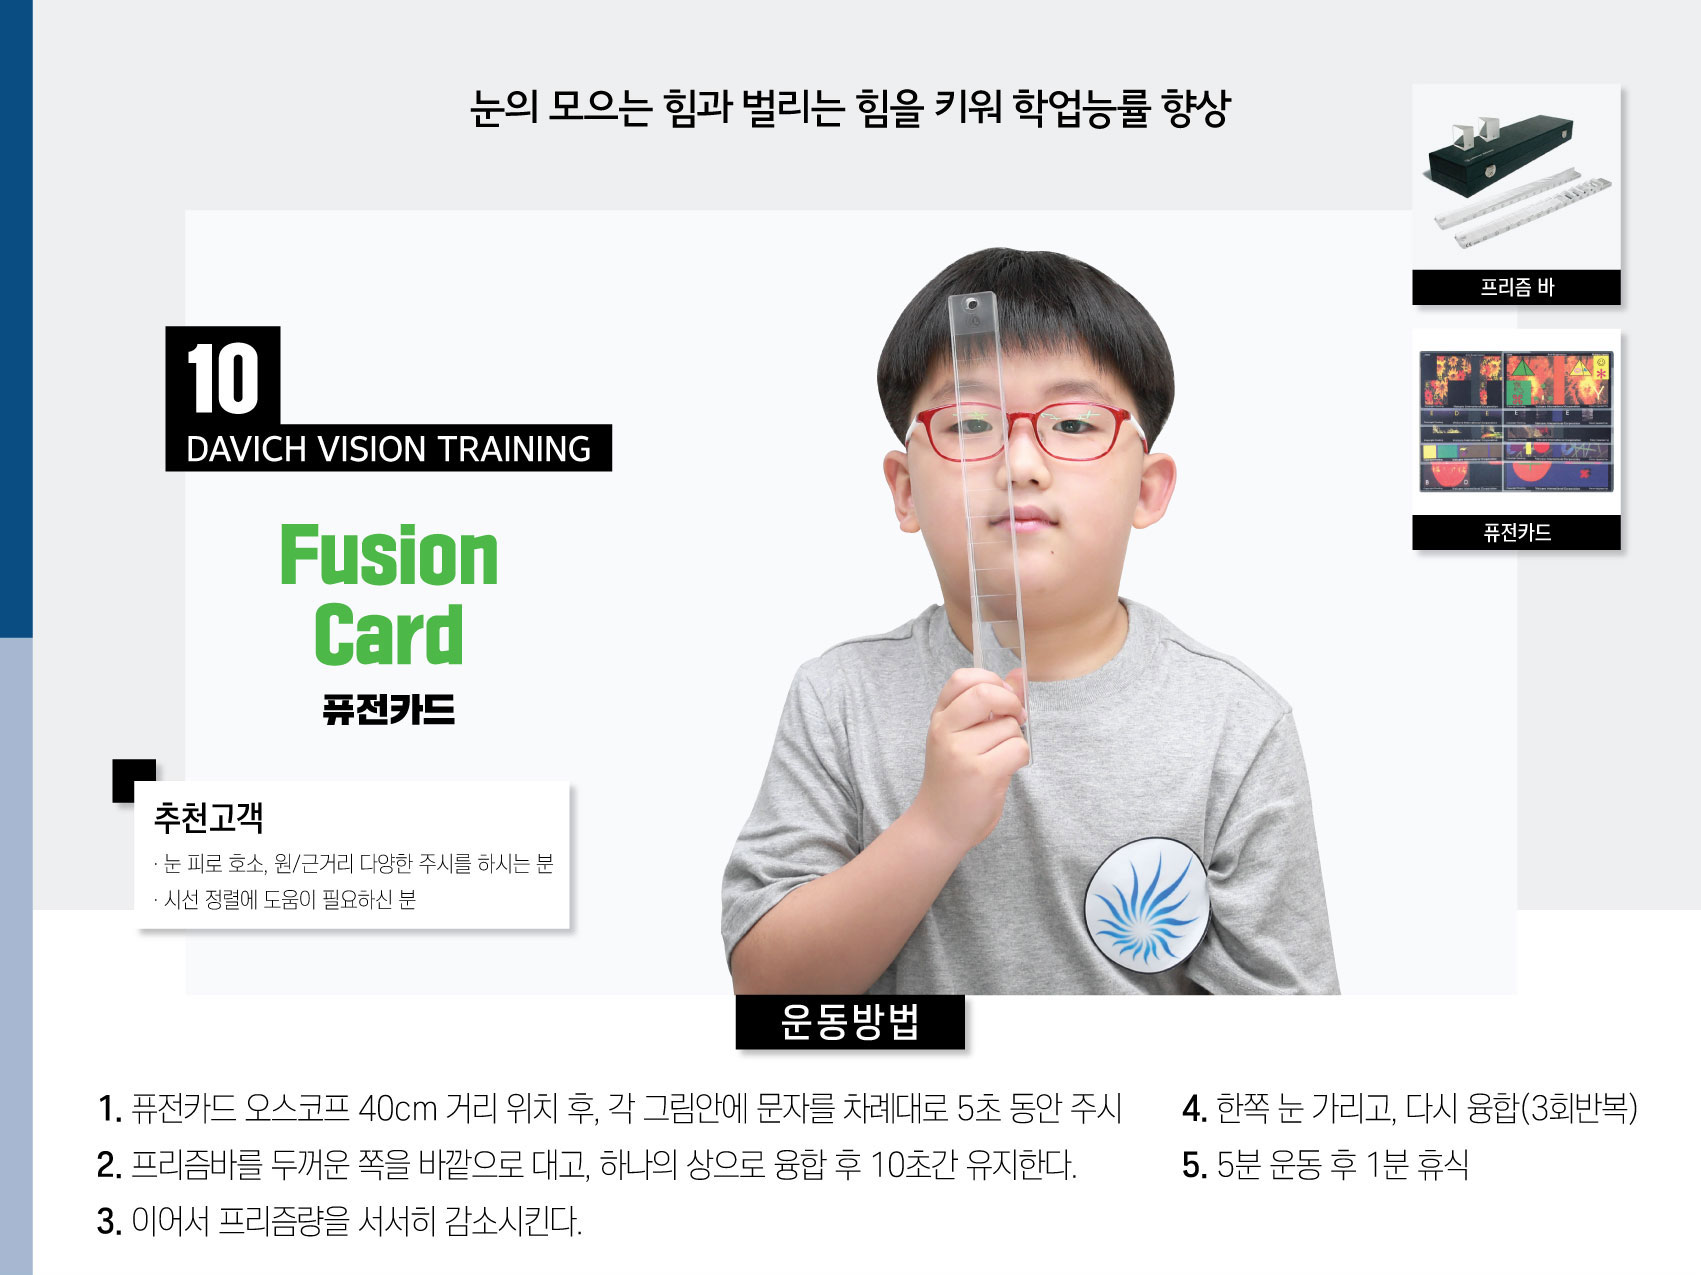 눈의 모으는 힘과 벌리는 힘을 키워 학업능률 향상
프리즘 바
퓨전카드
10
DAVICH VISION TRAINING
Fusion
Card
퓨전카드
추천고객
· 눈 피로 호소, 원/근거리 다양한 주시를 하시는 분
· 시선 정렬에 도움이 필요하신 분
운동방법
1. 퓨전카드 오스코프 40cm 거리 위치 후, 각 그림안에 문자를 차례대로 5초 동안 주시
2. 프리즘바를 두꺼운 쪽을 바깥으로 대고, 하나의 상으로 융합 후 10초간 유지한다.
3. 이어서 프리즘량을 서서히 감소시킨다.
4. 한쪽 눈 가리고, 다시 융합(3회반복)
5. 5분 운동 후 1분 휴식